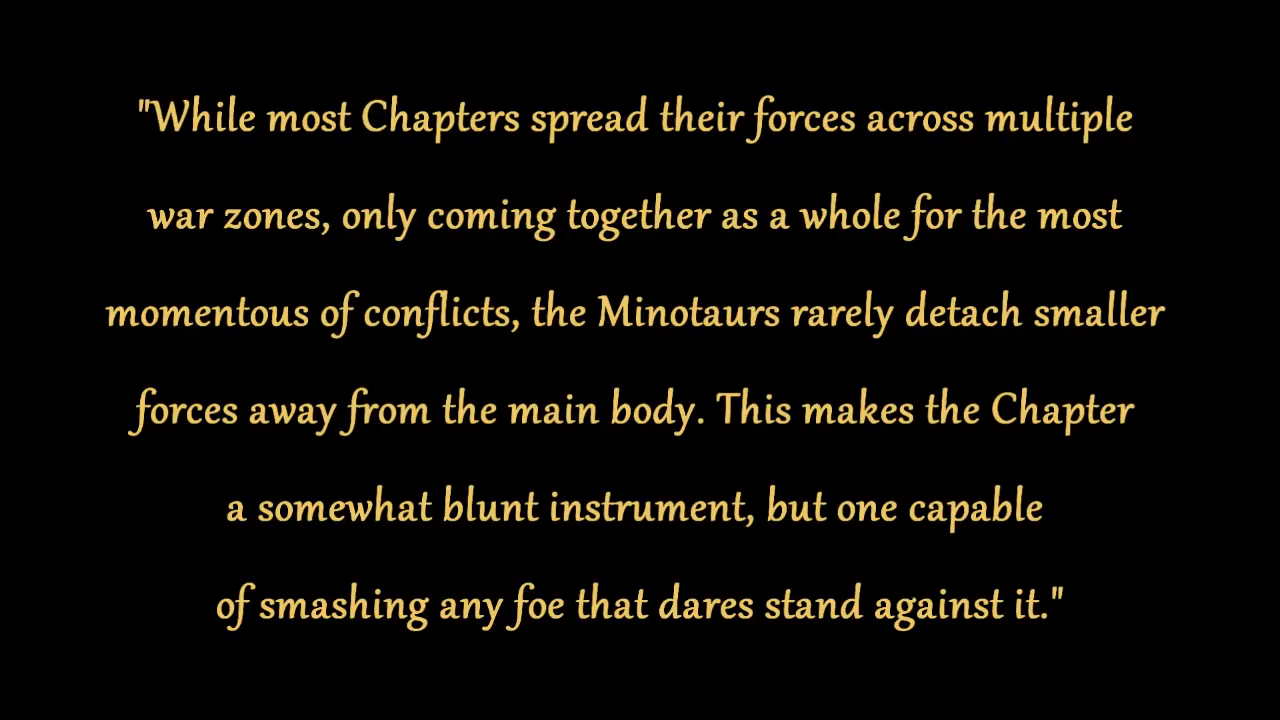 "While most Chapters spread their forces across multiple
war zones, only coming together as a whole for the most
momentous of conflicts, the Minotaurs rarely detach smaller
forces away from the main body. This makes the Chapter
a somewhat blunt instrument, but one capable
of smashing any foe that dares stand against it."